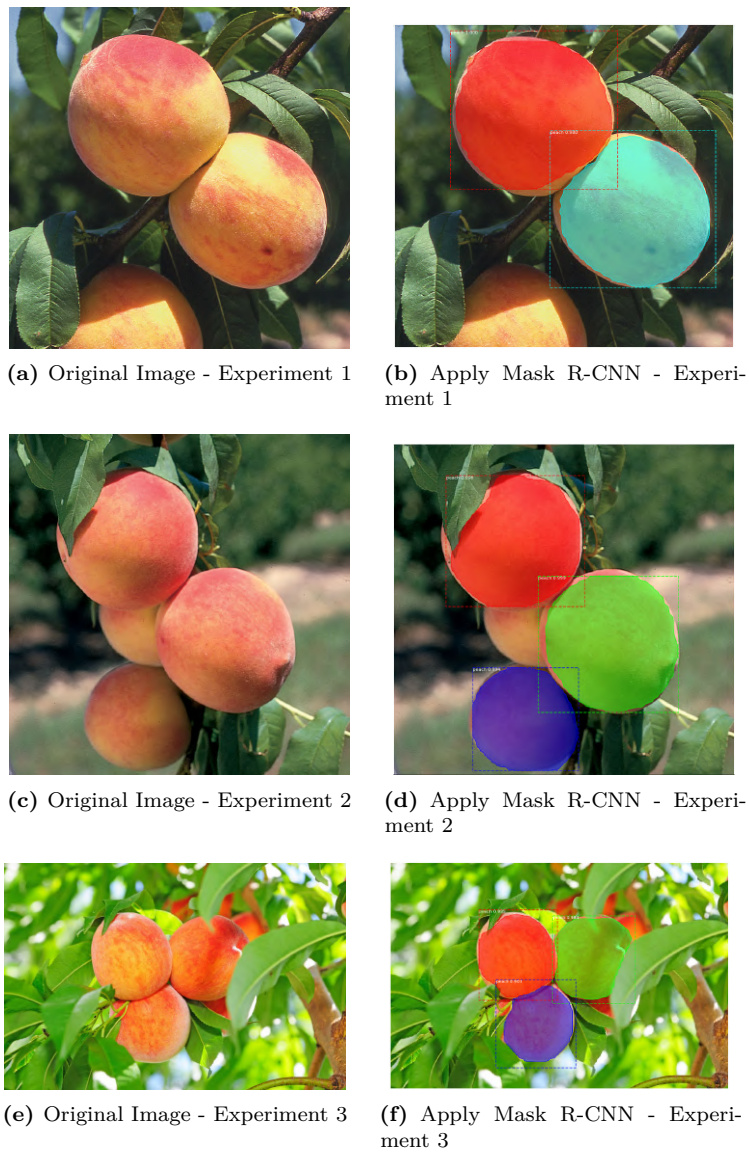 (a) Original Image - Experiment 1
(b) Apply Mask R-CNN - Experi-
ment 1
(c) Original Image - Experiment 2
(d) Apply Mask R-CNN - Experi-
ment 2
(e) Original Image - Experiment 3
(f) Apply Mask R-CNN - Experi-
ment 3